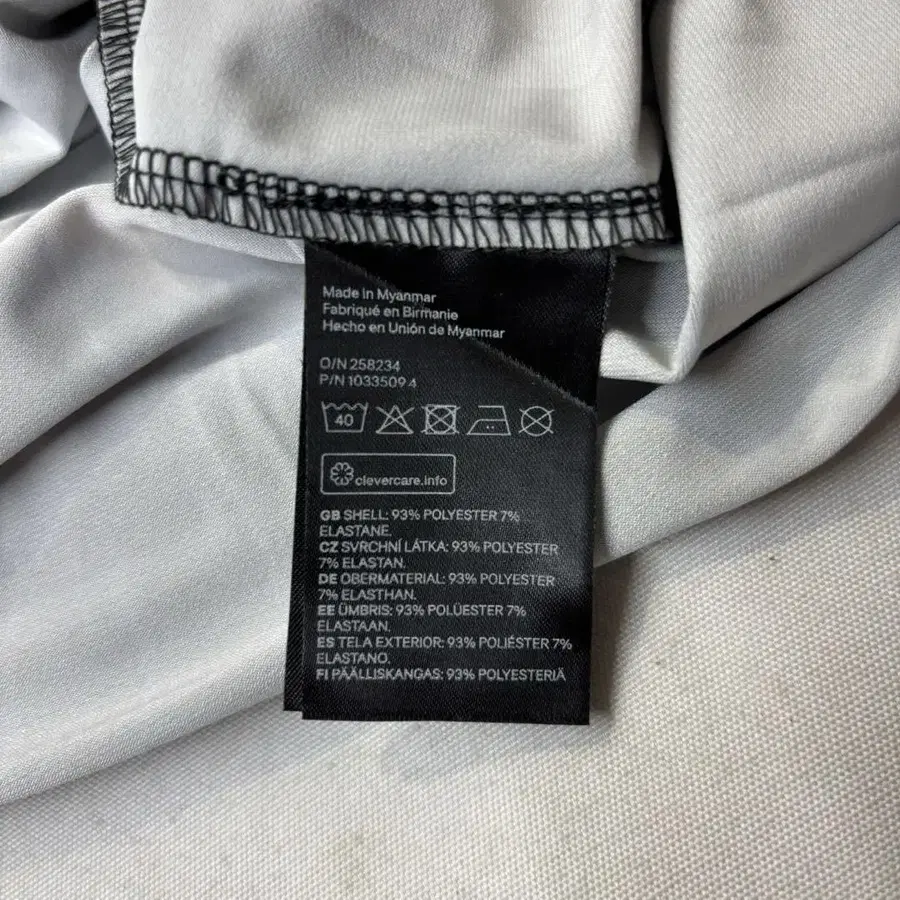 Made in Myanmar
Fabriqué en Birmanie
Hecho en Unión de Myanmar
O/N 258234
P/N 1033509 4
40
clevercare.info
GB SHELL: 93% POLYESTER 7%
ELASTANE.
CZ SVRCHNÍ LÁTKA: 93% POLYESTER
7% ELASTAN.
DE OBERMATERIAL: 93% POLYESTER
7% ELASTHAN.
EE ÜMBRIS: 93% POLÜESTER 7%
ELASTAAN.
ES TELA EXTERIOR: 93% POLIÉSTER 7%
ELASTANO.
FI PÄÄLLISKANGAS: 93% POLYESTERIÄ